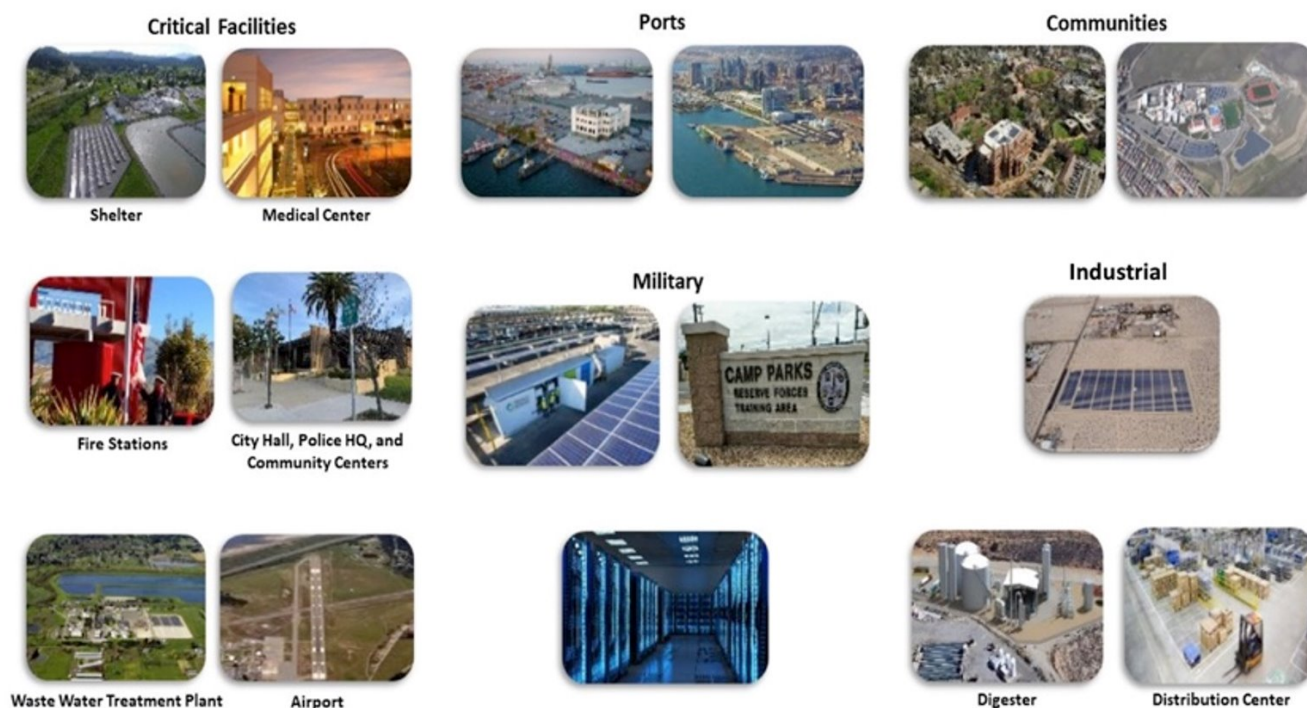 Critical Facilities
Ports
Communities
Shelter
Medical Center
Military
Industrial
CAMP PARKS
RESERVE FORCES
TRAINING AREA
Fire Stations
City Hall, Police HQ, and
Community Centers
Waste Water Treatment Plant
Airport
Digester
Distribution Center